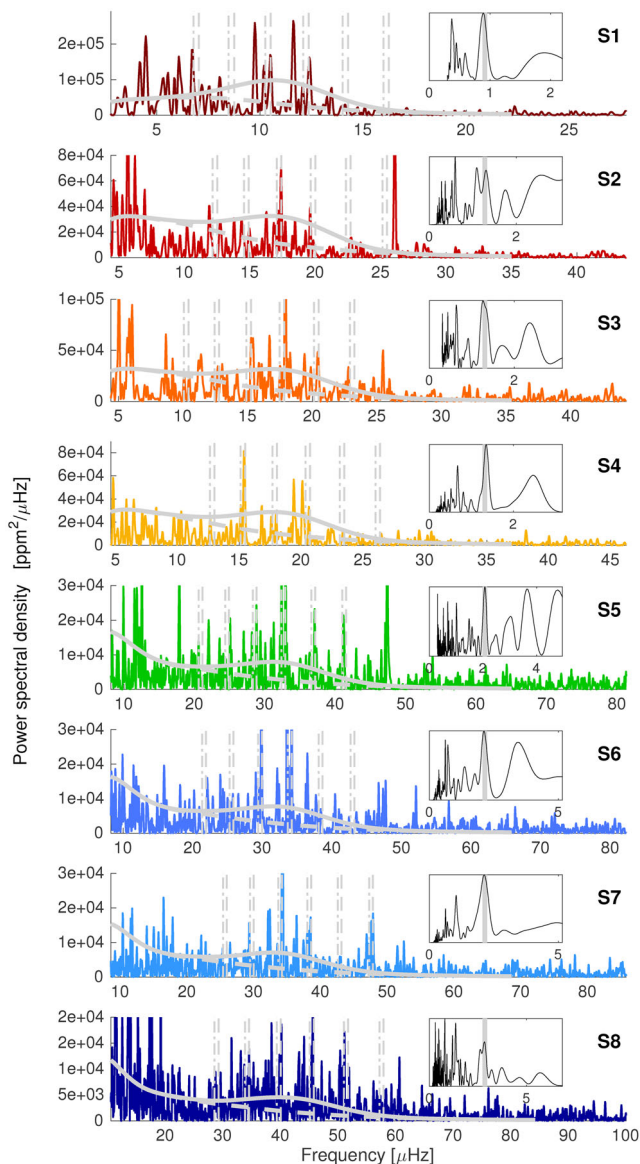 S1
2e+05
1e+05
0
5 10 15 20 25
0 1 2
S2
8e+04
6e+04
4e+04
2e+04
0
5 10 15 20 25 30 35 40
0 2
S3
1e+05
5e+04
0
5 10 15 20 25 30 35 40
0 2
S4
8e+04
6e+04
4e+04
2e+04
0
5 10 15 20 25 30 35 40 45
0 2
Power spectral density [ppm²/μHz]
S5
3e+04
2e+04
1e+04
0
10 20 30 40 50 60 70 80
0 2 4
S6
3e+04
2e+04
1e+04
0
10 20 30 40 50 60 70 80
0 5
S7
3e+04
2e+04
1e+04
0
10 20 30 40 50 60 70 80
0 5
S8
2e+04
2e+04
1e+04
5e+03
0
20 30 40 50 60 70 80 90 100
0 5
Frequency [μHz]